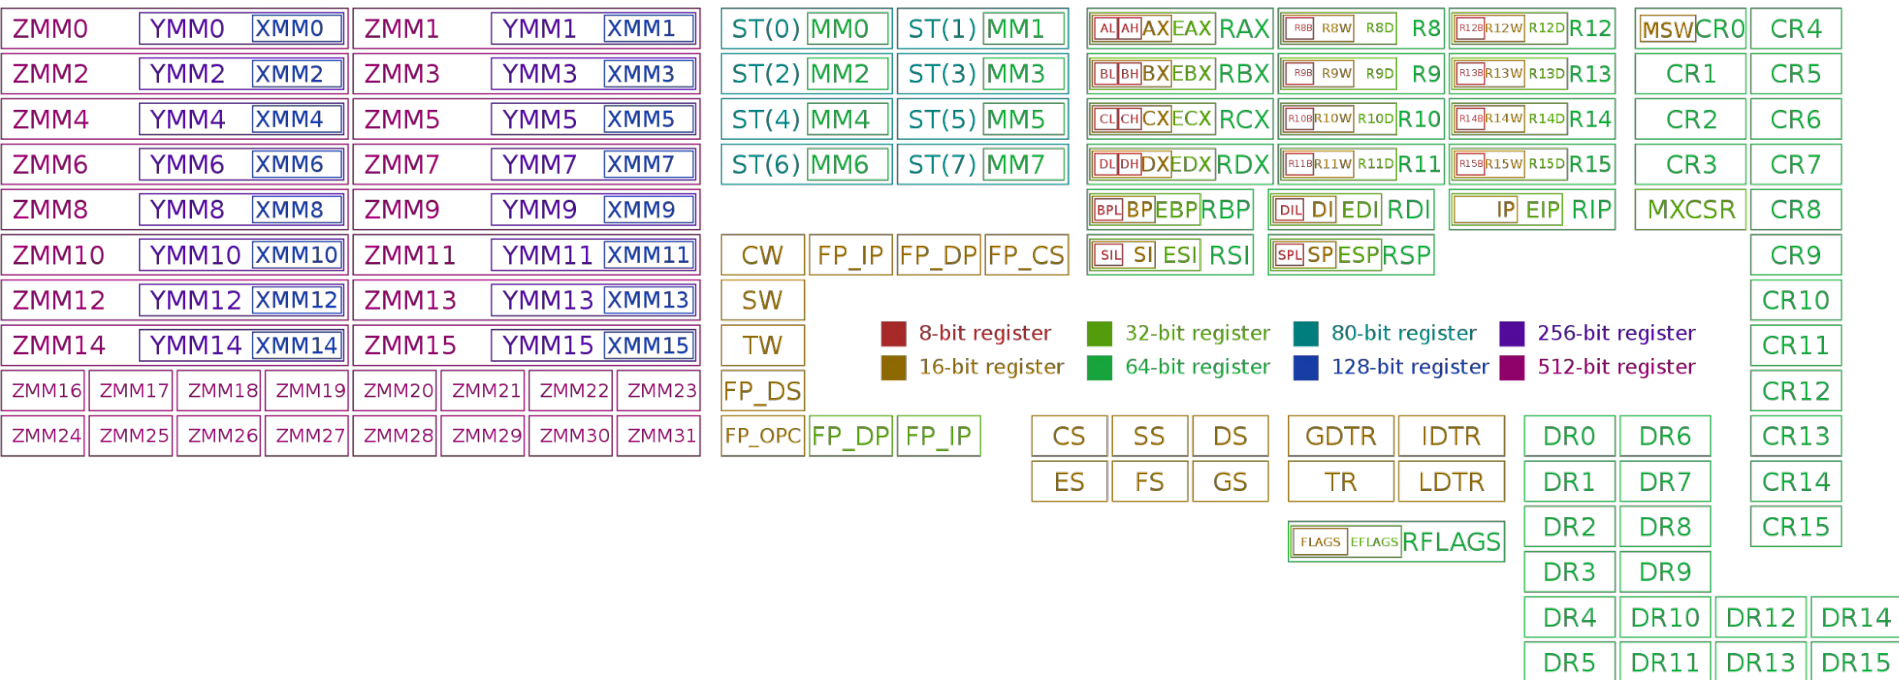 ZMM0 YMM0 XMM0 ZMM1 YMM1 XMM1 ST(0) MM0 ST(1) MM1 AL AH AX EAX RAX R8B R8W R8D R8 R12B R12W R12D R12 MSW CR0 CR4
ZMM2 YMM2 XMM2 ZMM3 YMM3 XMM3 ST(2) MM2 ST(3) MM3 BL BH BX EBX RBX R9B R9W R9D R9 R13B R13W R13D R13 CR1 CR5
ZMM4 YMM4 XMM4 ZMM5 YMM5 XMM5 ST(4) MM4 ST(5) MM5 CL CH CX ECX RCX R10B R10W R10D R10 R14B R14W R14D R14 CR2 CR6
ZMM6 YMM6 XMM6 ZMM7 YMM7 XMM7 ST(6) MM6 ST(7) MM7 DL DH DX EDX RDX R11B R11W R11D R11 R15B R15W R15D R15 CR3 CR7
ZMM8 YMM8 XMM8 ZMM9 YMM9 XMM9 BPL BP EBP RBP DIL DI EDI RDI IP EIP RIP MXCSR CR8
ZMM10 YMM10 XMM10 ZMM11 YMM11 XMM11 CW FP_IP FP_DP FP_CS SIL SI ESI RSI SPL SP ESP RSP CR9
ZMM12 YMM12 XMM12 ZMM13 YMM13 XMM13 SW CR10
8-bit register 32-bit register 80-bit register 256-bit register
ZMM14 YMM14 XMM14 ZMM15 YMM15 XMM15 TW CR11
16-bit register 64-bit register 128-bit register 512-bit register
ZMM16 ZMM17 ZMM18 ZMM19 ZMM20 ZMM21 ZMM22 ZMM23 FP_DS CR12
ZMM24 ZMM25 ZMM26 ZMM27 ZMM28 ZMM29 ZMM30 ZMM31 FP_OPC FP_DP FP_IP CS SS DS GDTR IDTR DR0 DR6 CR13
ES FS GS TR LDTR DR1 DR7 CR14
DR2 DR8 CR15
FLAGS EFLAGS RFLAGS
DR3 DR9
DR4 DR10 DR12 DR14
DR5 DR11 DR13 DR15